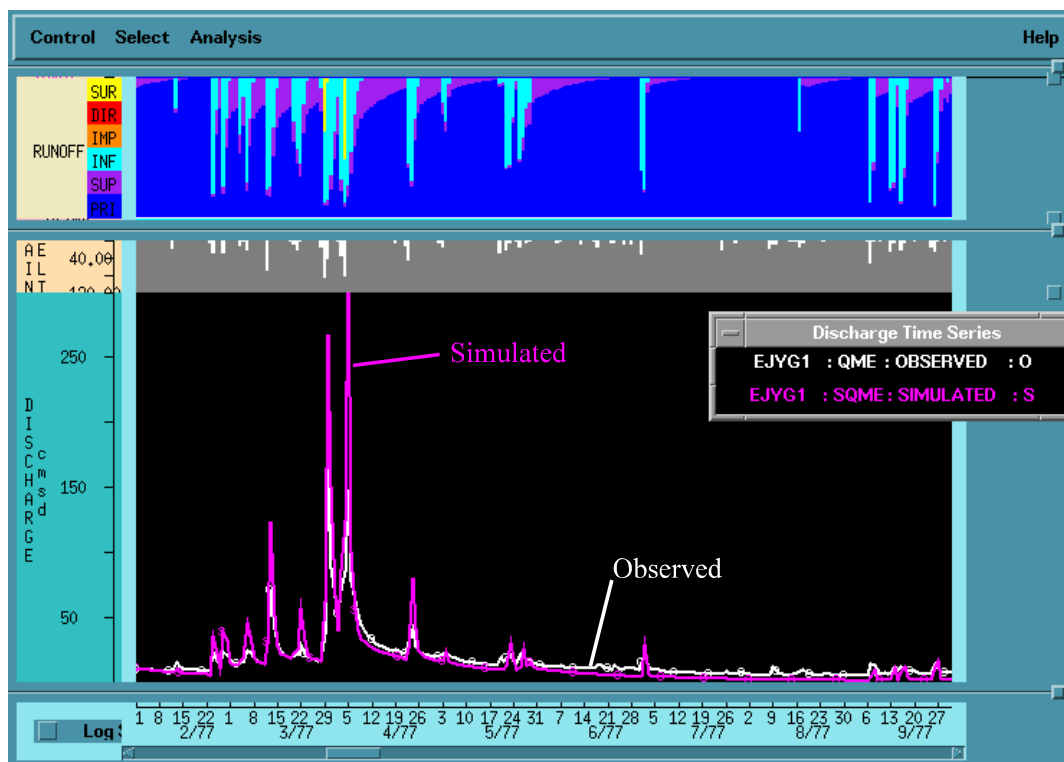 Control Select Analysis Help
SUR
DIR
IMP
RUNOFF INF
SUP
PRI
A E
I L 40.00
N T
250
Simulated
Discharge Time Series
EJYG1 : QME : OBSERVED : O
EJYG1 : SQME : SIMULATED : S
DISCHARGE
cmsd
150
Observed
50
1 8 15 22 1 8 15 22 29 5 12 19 26 3 10 17 24 31 7 14 21 28 5 12 19 26 2 9 16 23 30 6 13 20 27
2/77 3/77 4/77 5/77 6/77 7/77 8/77 9/77
Log